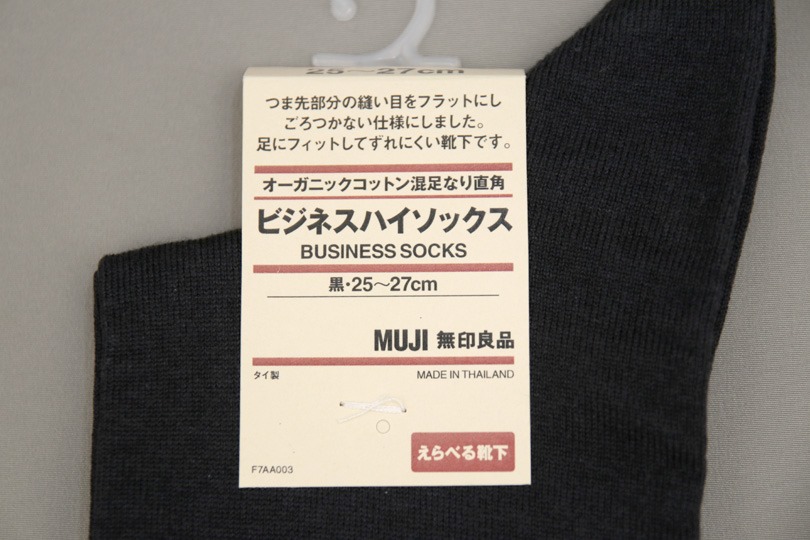 25〜27cm
つま先部分の縫い目をフラットにし
ごろつかない仕様にしました。
足にフィットしてずれにくい靴下です。
オーガニックコットン混足なり直角
ビジネスハイソックス
BUSINESS SOCKS
黒・25〜27cm
MUJI 無印良品
タイ製 MADE IN THAILAND
えらべる靴下
F7AA003